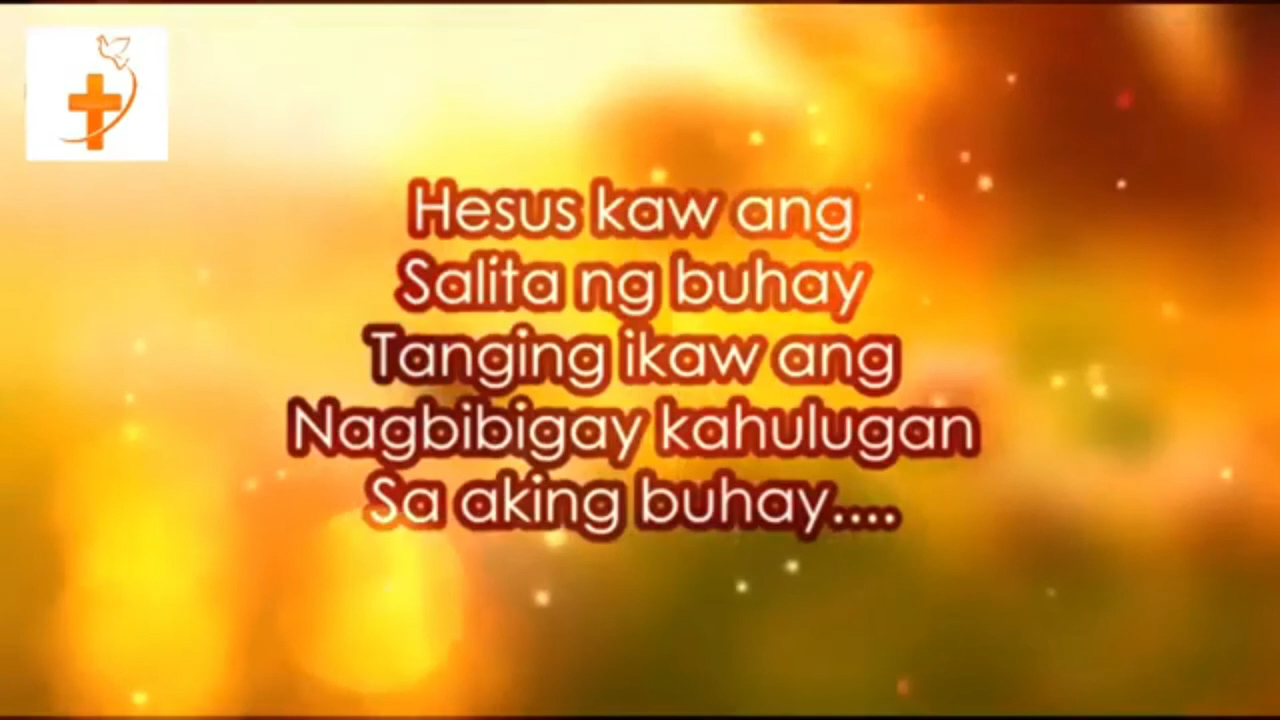 Hesus kaw ang
Salita ng buhay
Tanging ikaw ang
Nagbibigay kahulugan
Sa aking buhay....